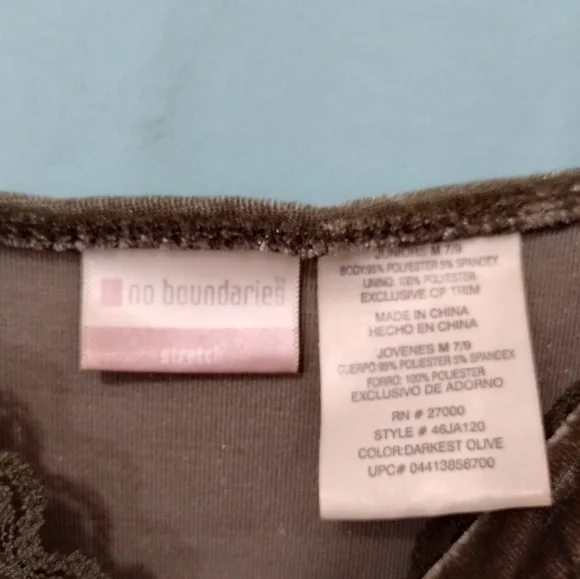 no boundaries
stretch
JUNIORS M 7/9
BODY:95% POLYESTER 5% SPANDEX
LINING: 100% POLYESTER
EXCLUSIVE OF TRIM
MADE IN CHINA
HECHO EN CHINA
JOVENES M 7/9
CUERPO 95% POLIESTER 5% SPANDEX
FORRO: 100% POLIESTER
EXCLUSIVO DE ADORNO
RN # 27000
STYLE # 46JA120
COLOR:DARKEST OLIVE
UPC# 04413856700